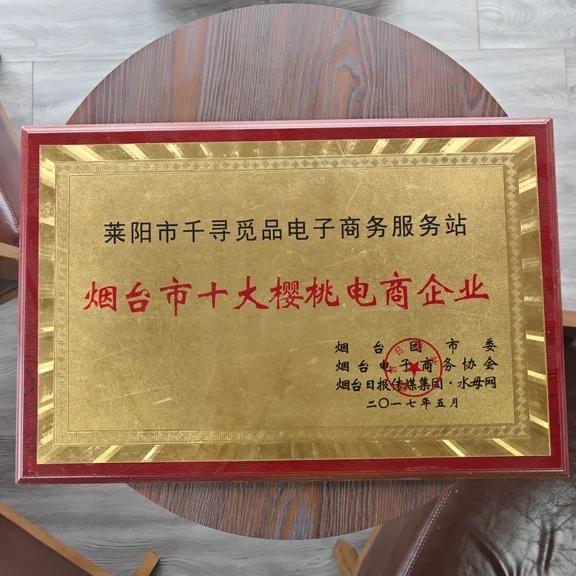 莱阳市千寻觅品电子商务服务站
烟台市十大樱桃电商企业
烟台团市委
烟台电子商务协会
烟台日报传媒集团·水母网
二〇一七年五月